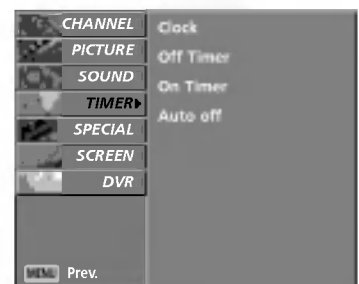 CHANNEL
PICTURE
SOUND
TIMER
SPECIAL
SCREEN
DVR
Clock
Off Timer
On Timer
Auto off
MENU Prev.